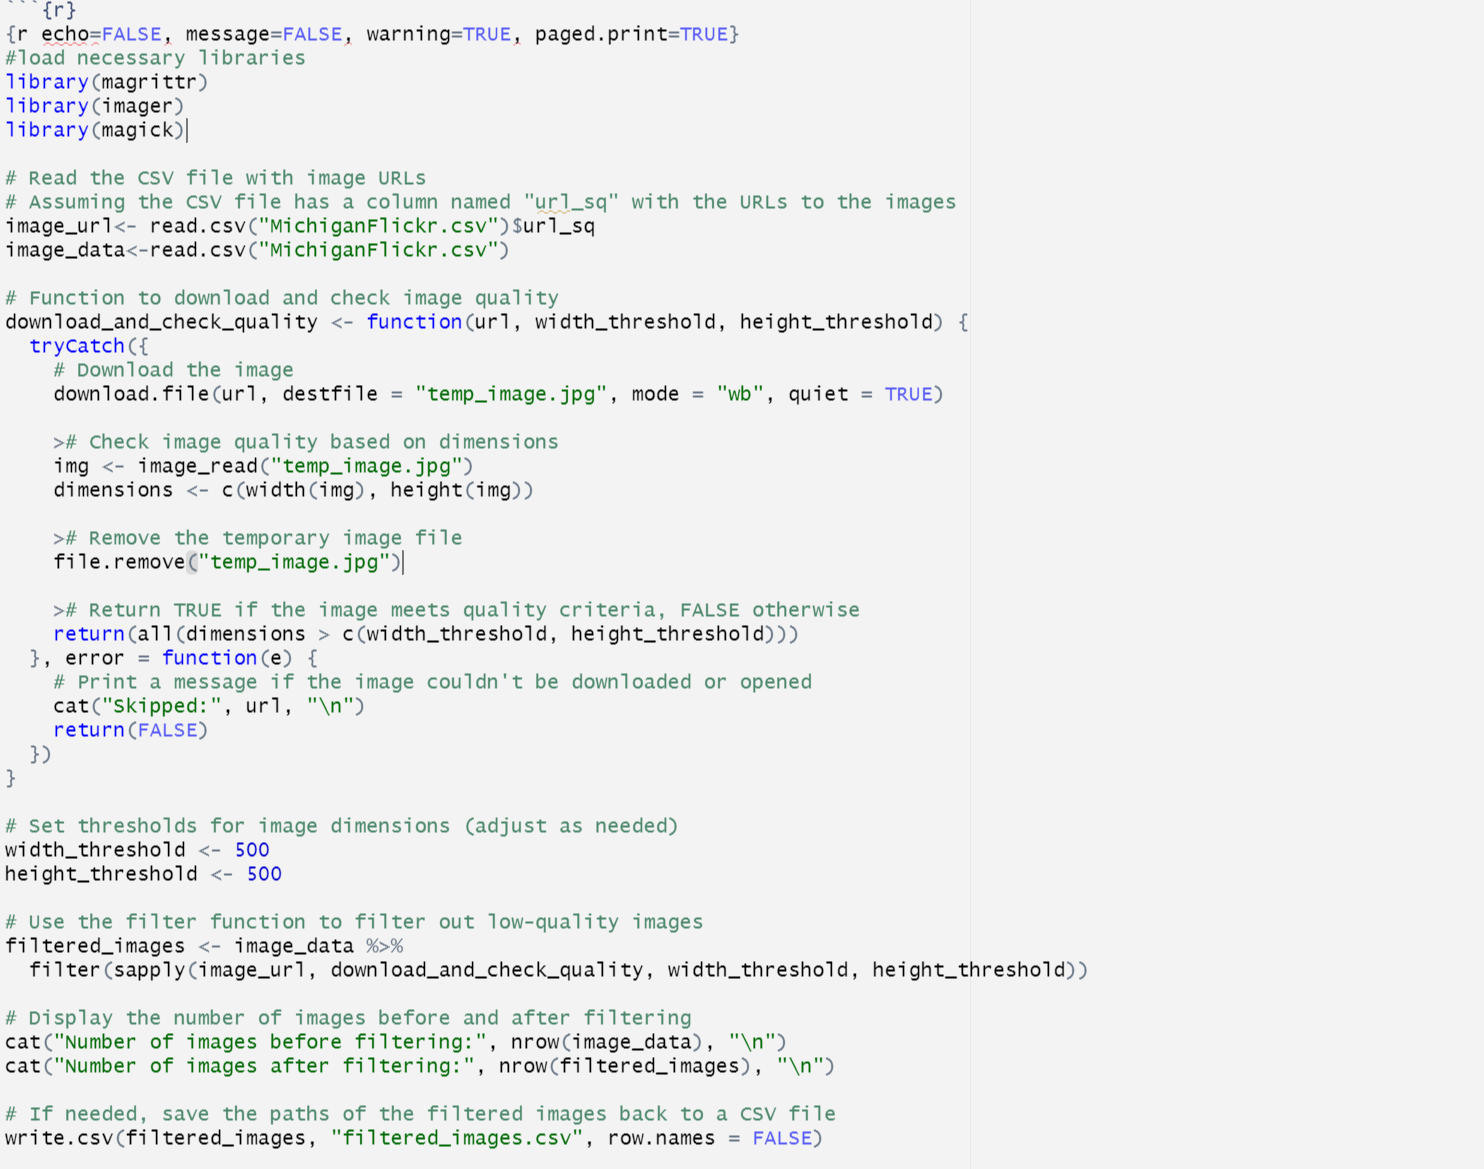 ```{r}
{r echo=FALSE, message=FALSE, warning=TRUE, paged.print=TRUE}
#load necessary libraries
library(magrittr)
library(imager)
library(magick)
# Read the CSV file with image URLs
# Assuming the CSV file has a column named "url_sq" with the URLs to the images
image_url<- read.csv("MichiganFlickr.csv")$url_sq
image_data<-read.csv("MichiganFlickr.csv")
# Function to download and check image quality
download_and_check_quality <- function(url, width_threshold, height_threshold) {
  tryCatch({
    # Download the image
    download.file(url, destfile = "temp_image.jpg", mode = "wb", quiet = TRUE)
    ># Check image quality based on dimensions
    img <- image_read("temp_image.jpg")
    dimensions <- c(width(img), height(img))
    ># Remove the temporary image file
    file.remove("temp_image.jpg")
    ># Return TRUE if the image meets quality criteria, FALSE otherwise
    return(all(dimensions > c(width_threshold, height_threshold)))
  }, error = function(e) {
    # Print a message if the image couldn't be downloaded or opened
    cat("Skipped:", url, "\n")
    return(FALSE)
  })
}
# Set thresholds for image dimensions (adjust as needed)
width_threshold <- 500
height_threshold <- 500
# Use the filter function to filter out low-quality images
filtered_images <- image_data %>%
  filter(sapply(image_url, download_and_check_quality, width_threshold, height_threshold))
# Display the number of images before and after filtering
cat("Number of images before filtering:", nrow(image_data), "\n")
cat("Number of images after filtering:", nrow(filtered_images), "\n")
# If needed, save the paths of the filtered images back to a CSV file
write.csv(filtered_images, "filtered_images.csv", row.names = FALSE)